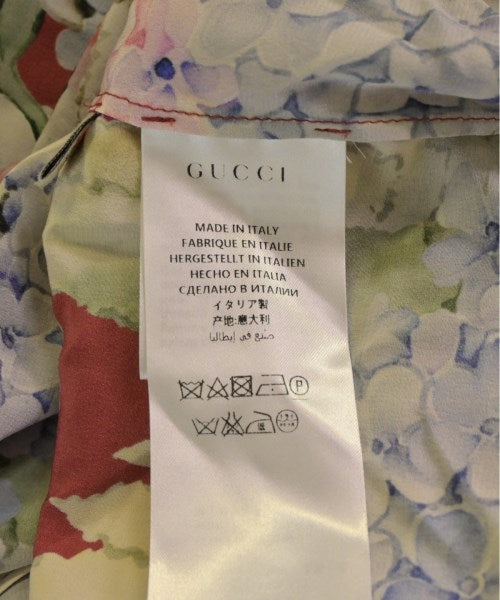 GUCCI
MADE IN ITALY
FABRIQUE EN ITALIE
HERGESTELLT IN ITALIEN
HECHO EN ITALIA
СДЕЛАНО В ИТАЛИИ
イタリア製
产地:意大利
صنع في إيطاليا
P